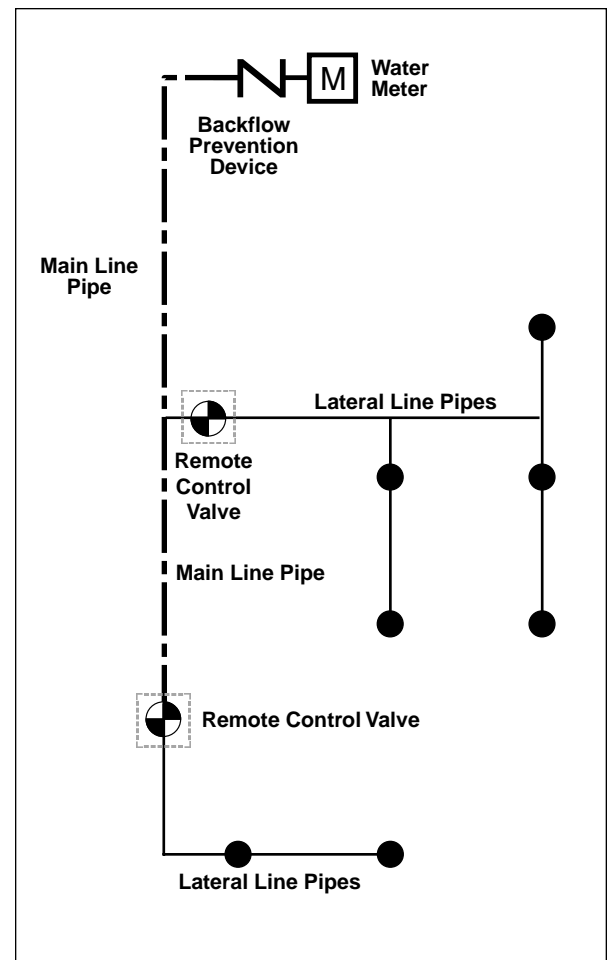 M
Water
Meter
Backflow
Prevention
Device
Main Line
Pipe
Lateral Line Pipes
Remote
Control
Valve
Main Line Pipe
Remote Control Valve
Lateral Line Pipes